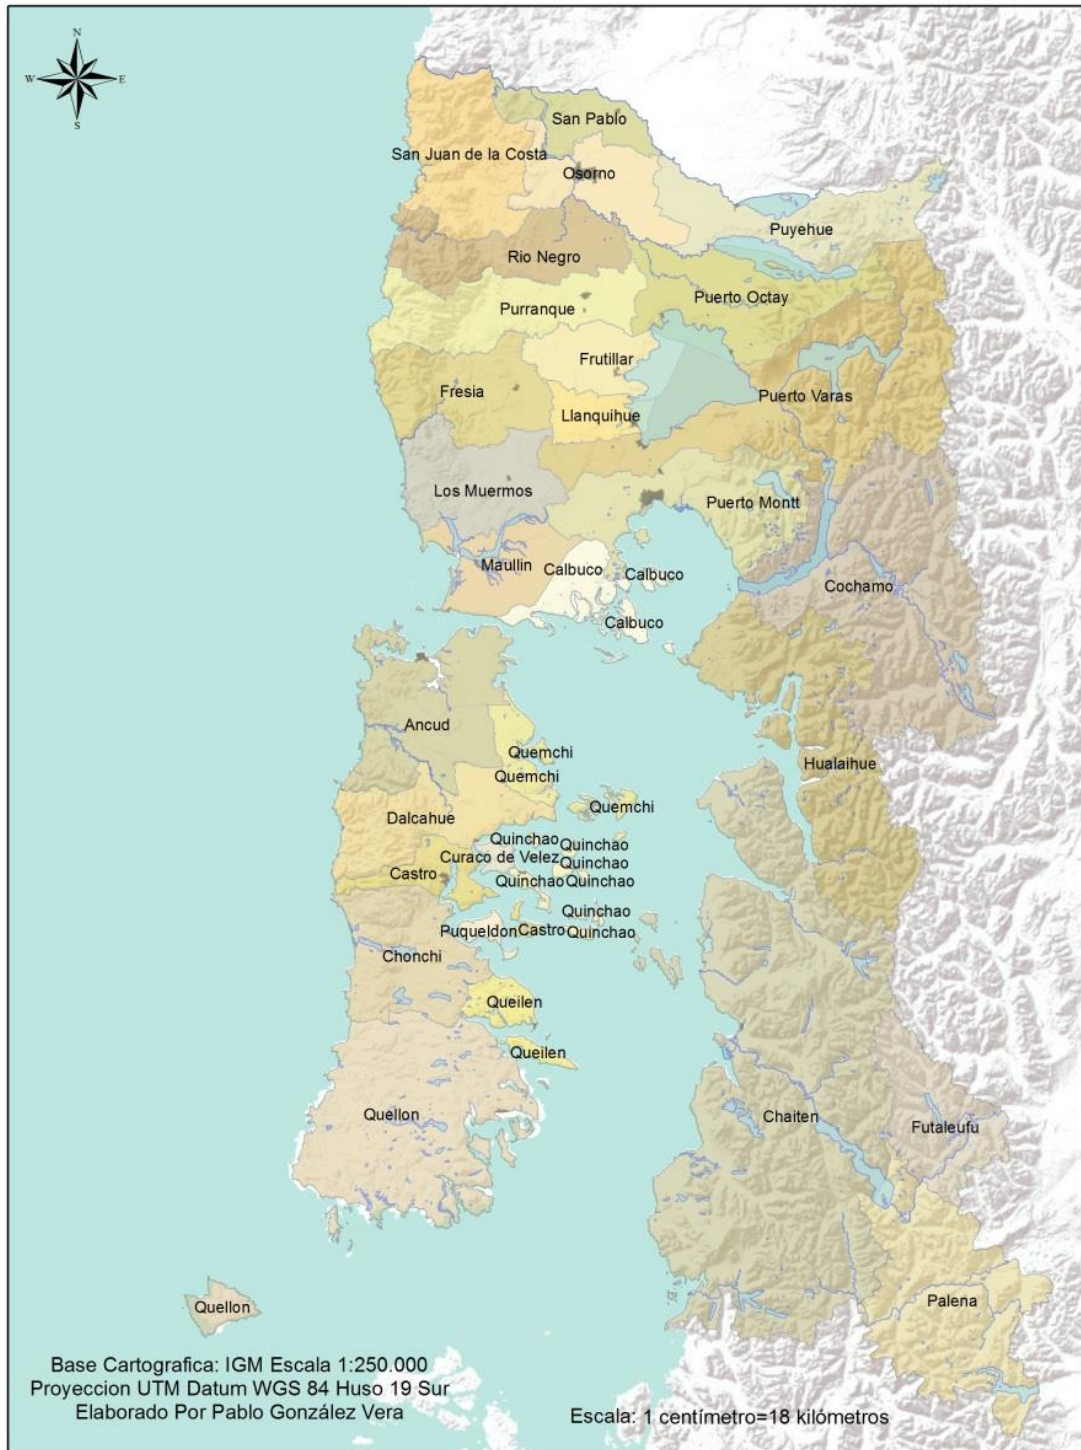 N
W E
S
San Pablo
San Juan de la Costa
Osorno
Puyehue
Rio Negro
Puerto Octay
Purranque
Frutillar
Fresia
Puerto Varas
Llanquihue
Los Muermos
Puerto Montt
Maullin
Calbuco
Calbuco
Cochamo
Calbuco
Ancud
Quemchi
Hualaihue
Quemchi
Quemchi
Dalcahue
Quinchao
Quinchao
Curaco de Velez
Quinchao
Castro
Quinchao
Quinchao
Quinchao
Puqueldon
Castro
Quinchao
Chonchi
Queilen
Queilen
Quellon
Chaiten
Futaleufu
Palena
Quellon
Base Cartografica: IGM Escala 1:250.000
Proyeccion UTM Datum WGS 84 Huso 19 Sur
Elaborado Por Pablo González Vera
Escala: 1 centímetro=18 kilómetros